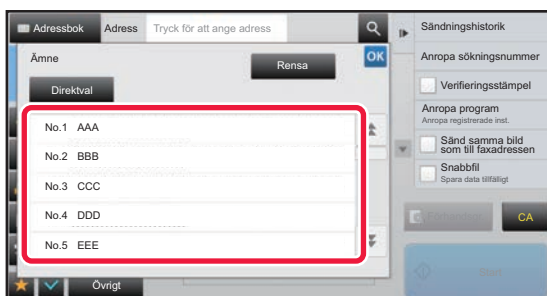 Adressbok
Adress
Tryck för att ange adress
Sändningshistorik
Ämne
Rensa
OK
Anropa sökningsnummer
Direktval
Verifieringsstämpel
No.1 AAA
Anropa program
Anropa registrerade inst.
No.2 BBB
Sänd samma bild
som till faxadressen
No.3 CCC
Snabbfil
Spara data tillfälligt
No.4 DDD
CA
No.5 EEE
Start
Övrigt